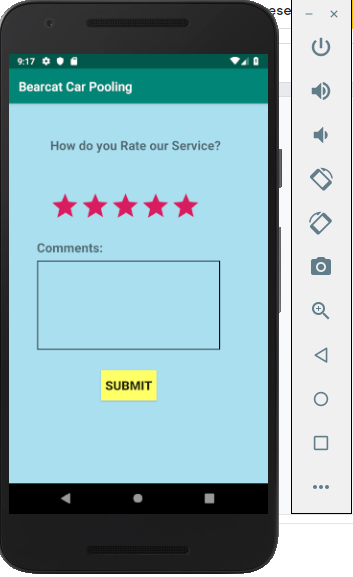 9:17
Bearcat Car Pooling
How do you Rate our Service?
Comments:
SUBMIT